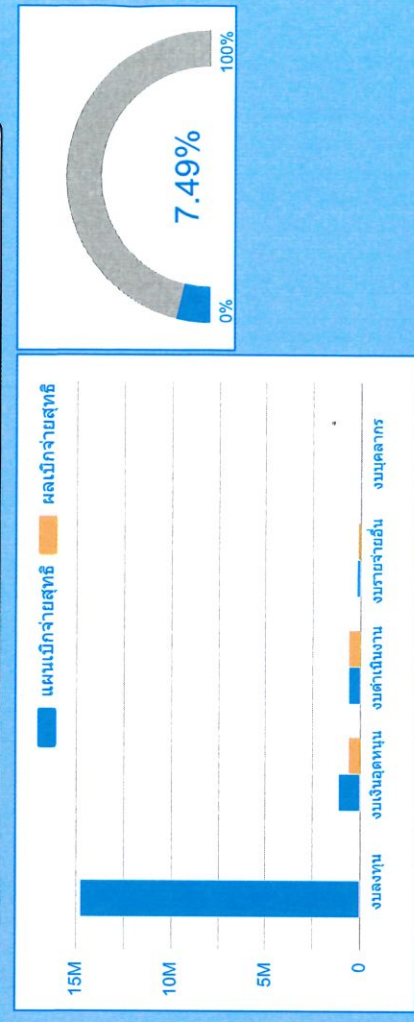 แผนเบิกจ่ายสุทธิ ผลเบิกจ่ายสุทธิ
15M
10M
5M
0
งบลงทุน งบเงินอุดหนุน งบดำเนินงาน งบรายจ่ายอื่น งบบุคลากร
7.49%
0% 100%